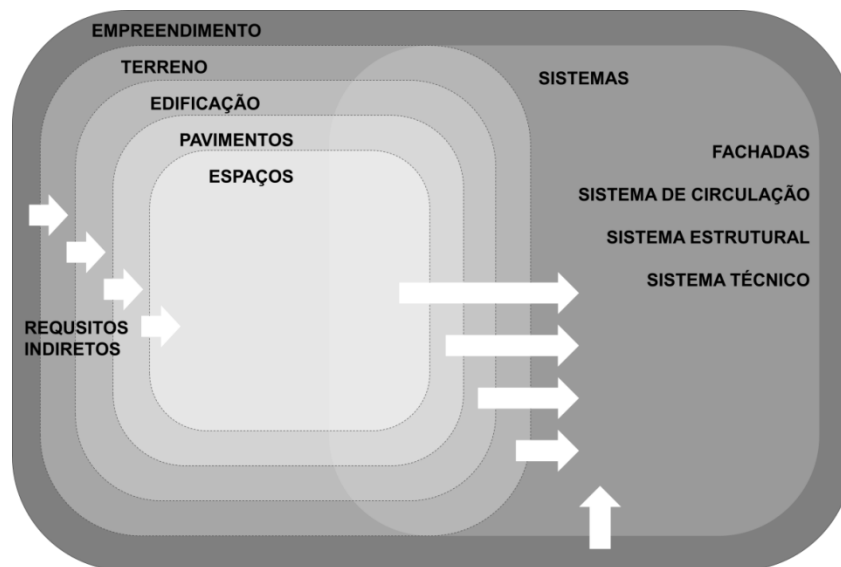 EMPREENDIMENTO
TERRENO
SISTEMAS
EDIFICAÇÃO
PAVIMENTOS
FACHADAS
ESPAÇOS
SISTEMA DE CIRCULAÇÃO
SISTEMA ESTRUTURAL
SISTEMA TÉCNICO
REQUSITOS
INDIRETOS